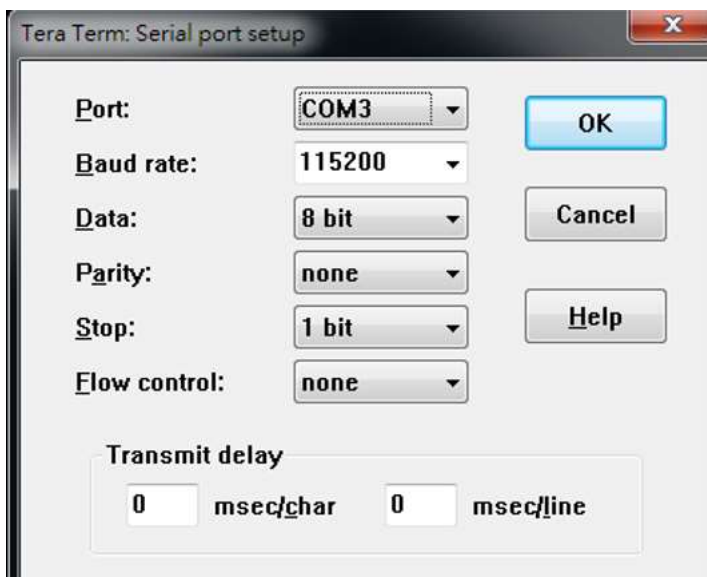 Tera Term: Serial port setup
x
Port: COM3
OK
Baud rate: 115200
Data: 8 bit
Cancel
Parity: none
Stop: 1 bit
Help
Flow control: none
Transmit delay
0 msec/char 0 msec/line